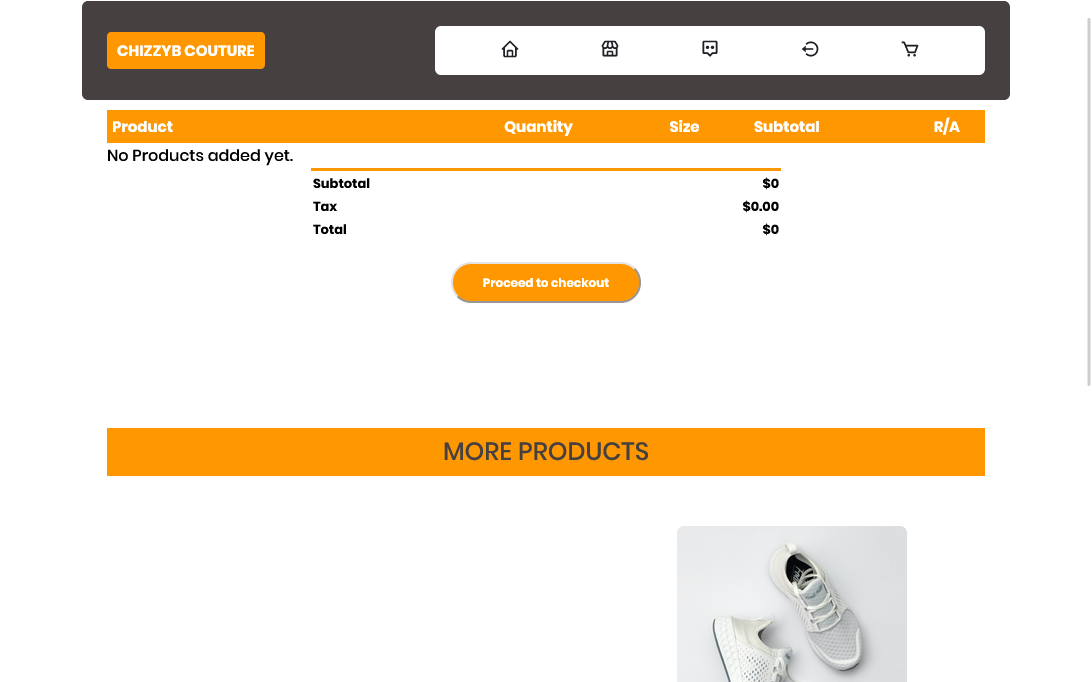 CHIZZYB COUTURE
Product Quantity Size Subtotal R/A
No Products added yet.
Subtotal $0
Tax $0.00
Total $0
Proceed to checkout
MORE PRODUCTS